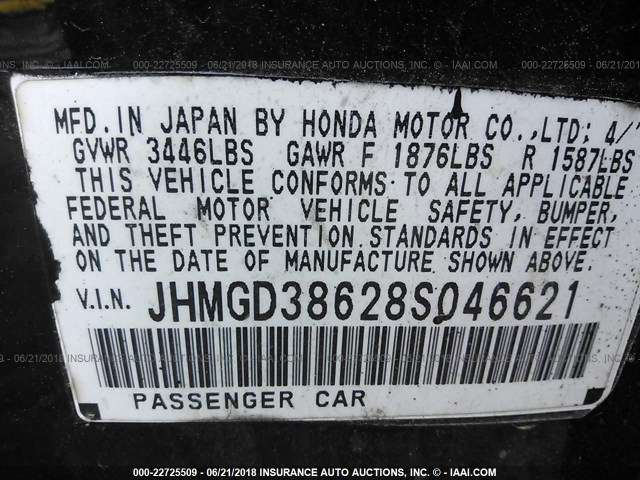 000-22725509 - 06/21/2018 INSURANCE AUTO AUCTIONS, INC. - © - IAAI.COM
MFD. IN JAPAN BY HONDA MOTOR CO., LTD; 4/
GVWR 3446LBS GAWR F 1876LBS R 1587LBS
THIS VEHICLE CONFORMS TO ALL APPLICABLE
FEDERAL MOTOR VEHICLE SAFETY, BUMPER,
AND THEFT PREVENTION STANDARDS IN EFFECT
ON THE DATE OF MANUFACTURE SHOWN ABOVE.
V.I.N. JHMGD38628S046621
PASSENGER CAR
000-22725509 - 06/21/2018 INSURANCE AUTO AUCTIONS, INC. - © - IAAI.COM